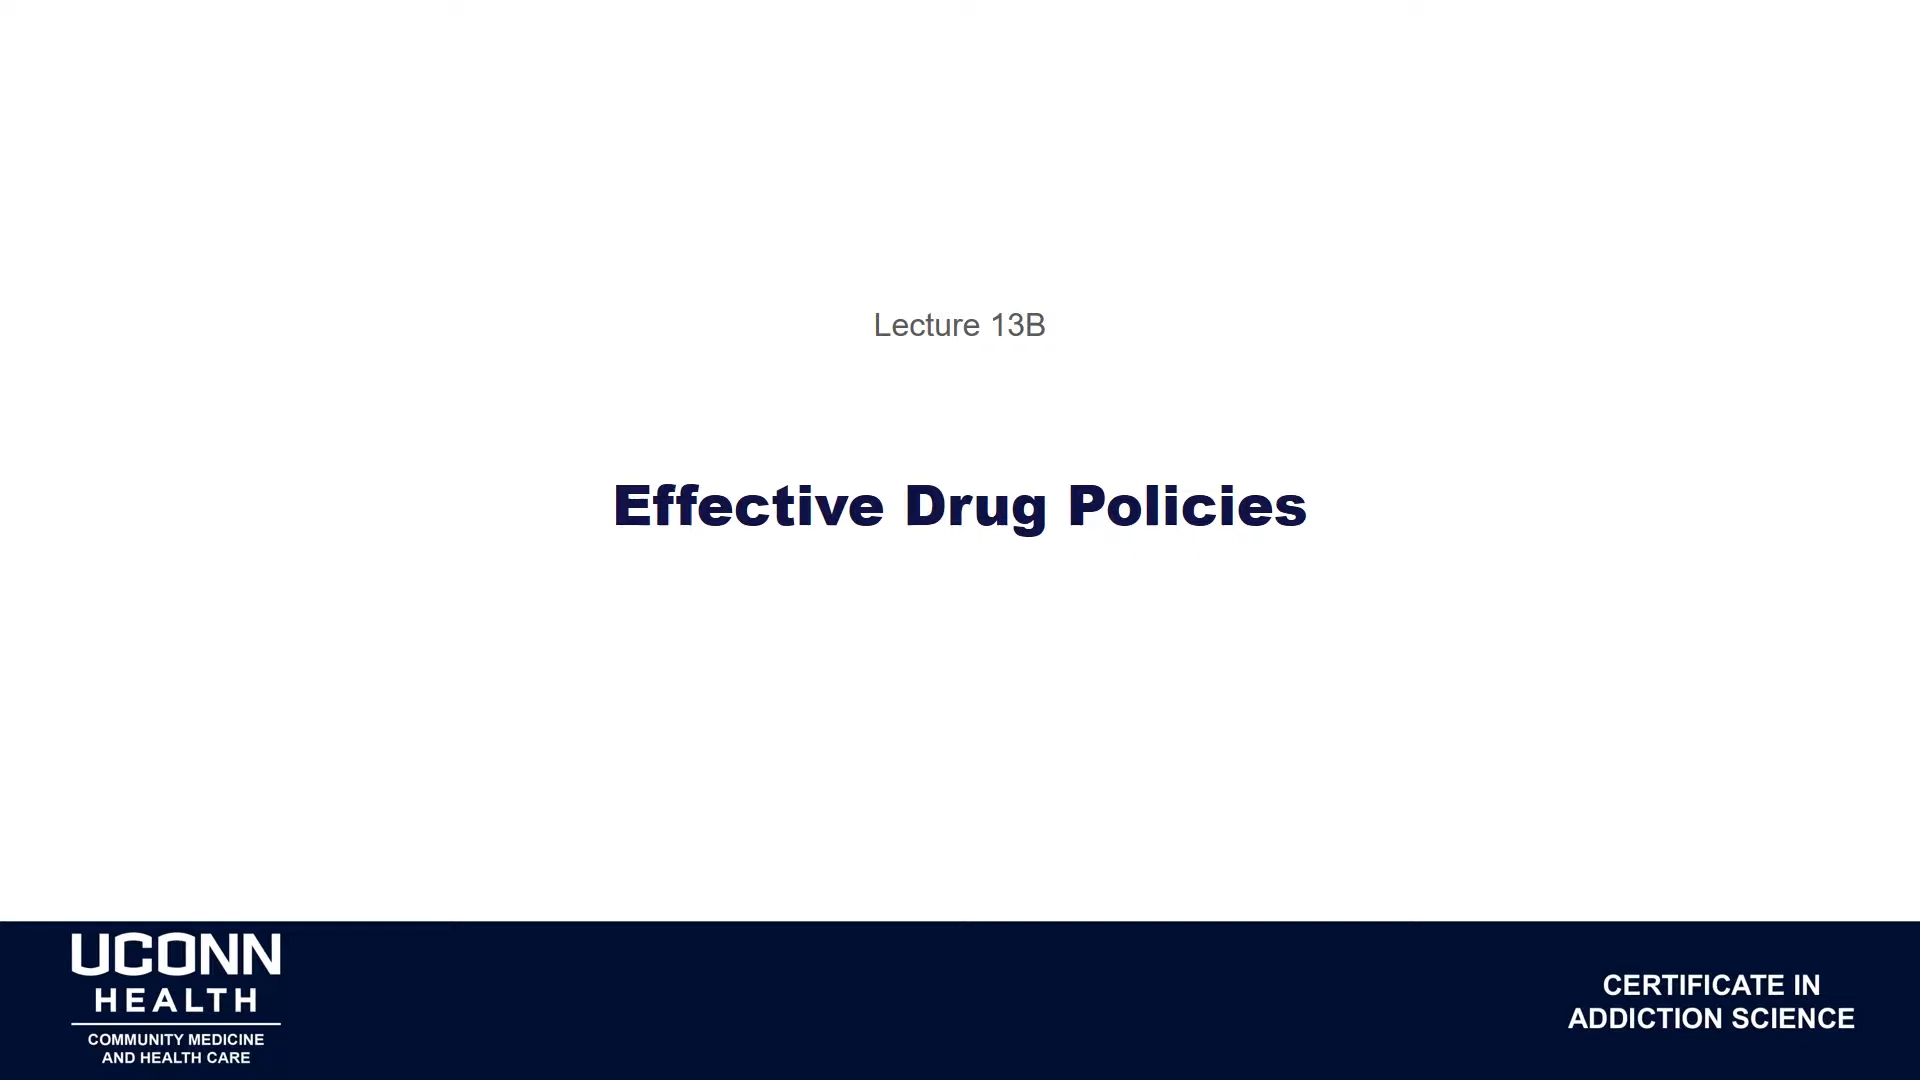 Lecture 13B
Effective Drug Policies
UCONN
HEALTH
COMMUNITY MEDICINE
AND HEALTH CARE
CERTIFICATE IN
ADDICTION SCIENCE